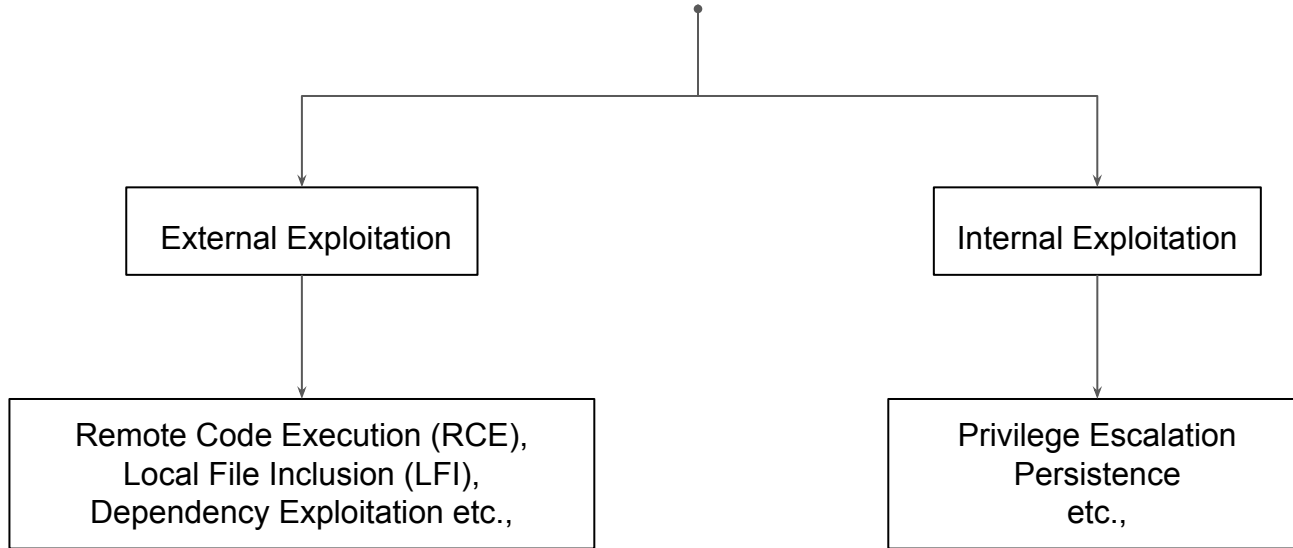 External Exploitation
Internal Exploitation
Remote Code Execution (RCE),
Local File Inclusion (LFI),
Dependency Exploitation etc.,
Privilege Escalation
Persistence
etc.,